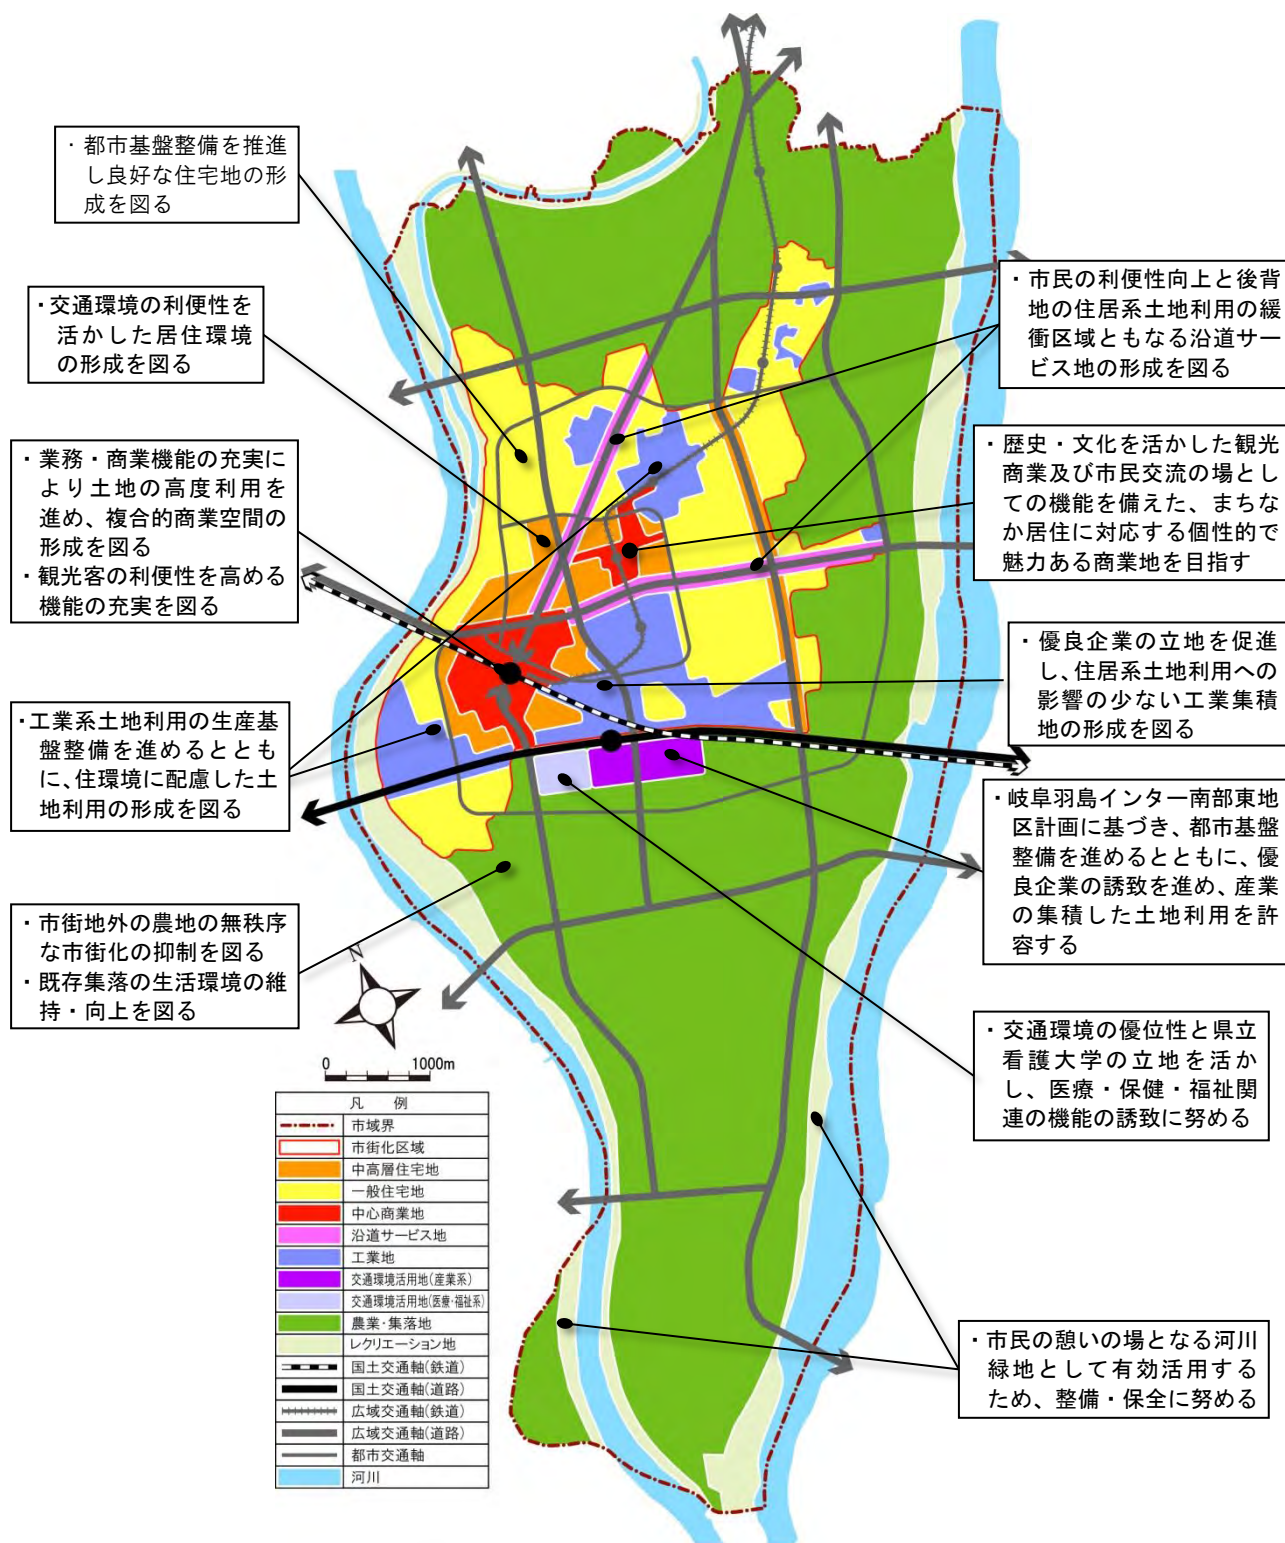 ・都市基盤整備を推進
し良好な住宅地の形
成を図る
・交通環境の利便性を
活かした居住環境
の形成を図る
・業務・商業機能の充実に
より土地の高度利用を
進め、複合的商業空間の
形成を図る
・観光客の利便性を高める
機能の充実を図る
・工業系土地利用の生産基
盤整備を進めるととも
に、住環境に配慮した土
地利用の形成を図る
・市街地外の農地の無秩序
な市街化の抑制を図る
・既存集落の生活環境の維
持・向上を図る
・市民の利便性向上と後背
地の住居系土地利用の緩
衝区域ともなる沿道サー
ビス地の形成を図る
・歴史・文化を活かした観光
商業及び市民交流の場とし
ての機能を備えた、まちな
か居住に対応する個性的で
魅力ある商業地を目指す
・優良企業の立地を促進
し、住居系土地利用への
影響の少ない工業集積
地の形成を図る
・岐阜羽島インター南部東地
区計画に基づき、都市基盤
整備を進めるとともに、優
良企業の誘致を進め、産業
の集積した土地利用を許
容する
・交通環境の優位性と県立
看護大学の立地を活か
し、医療・保健・福祉関
連の機能の誘致に努める
・市民の憩いの場となる河川
緑地として有効活用する
ため、整備・保全に努める
N
0 1000m
凡 例
市域界
市街化区域
中高層住宅地
一般住宅地
中心商業地
沿道サービス地
工業地
交通環境活用地(産業系)
交通環境活用地(医療・福祉系)
農業・集落地
レクリエーション地
国土交通軸(鉄道)
国土交通軸(道路)
広域交通軸(鉄道)
広域交通軸(道路)
都市交通軸
河川